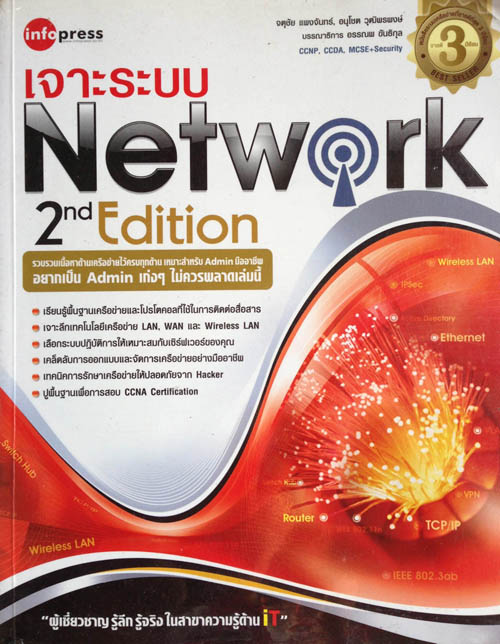 infopress
จตุชัย แพงจันทร์, อนุโชต วุฒิพรพงษ์
บรรณาธิการ อรรณพ ขันธิกุล
CCNP, CCDA, MCSE+Security
3
BEST SELLER
เจาะระบบ
Network
2nd Edition
รวบรวมเนื้อหาด้านเครือข่ายไว้ครบทุกด้าน เหมาะสำหรับ Admin มืออาชีพ
อยากเป็น Admin เก่งๆ ไม่ควรพลาดเล่มนี้
เรียนรู้พื้นฐานเครือข่ายและโปรโตคอลที่ใช้ในการติดต่อสื่อสาร
เจาะลึกเทคโนโลยีเครือข่าย LAN, WAN และ Wireless LAN
เลือกระบบปฏิบัติการให้เหมาะสมกับเซิร์ฟเวอร์ของคุณ
เคล็ดลับการออกแบบและจัดการเครือข่ายอย่างมืออาชีพ
เทคนิคการรักษาเครือข่ายให้ปลอดภัยจาก Hacker
ปูพื้นฐานเพื่อการสอบ CCNA Certification
Wireless LAN
IPSec
Active Directory
Ethernet
VLA
Switch Hub
Switch Hub
VPN
Router
IEEE 802.11n
TCP/IP
Wireless LAN
IEEE 802.3ab
"ผู้เชี่ยวชาญ รู้ลึก รู้จริง ในสาขาความรู้ด้าน iT"